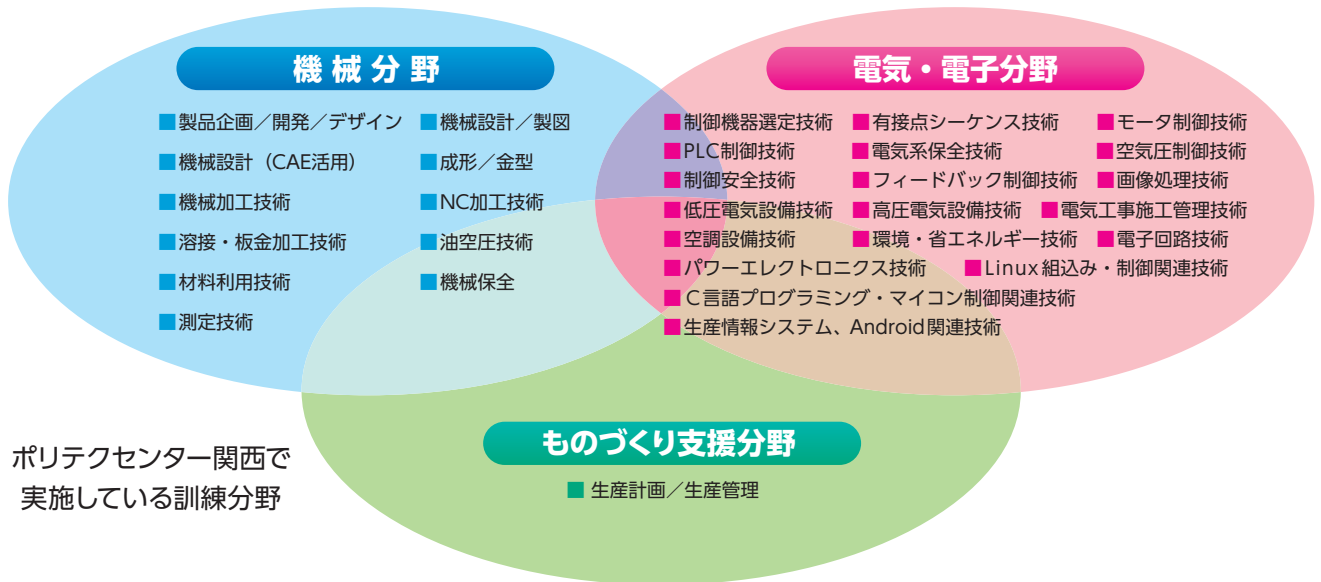 機械分野
■製品企画／開発／デザイン ■機械設計／製図
■機械設計（CAE活用） ■成形／金型
■機械加工技術 ■NC加工技術
■溶接・板金加工技術 ■油空圧技術
■材料利用技術 ■機械保全
■測定技術
電気・電子分野
■制御機器選定技術 ■有接点シーケンス技術 ■モータ制御技術
■PLC制御技術 ■電気系保全技術 ■空気圧制御技術
■制御安全技術 ■フィードバック制御技術 ■画像処理技術
■低圧電気設備技術 ■高圧電気設備技術 ■電気工事施工管理技術
■空調設備技術 ■環境・省エネルギー技術 ■電子回路技術
■パワーエレクトロニクス技術 ■Linux組込み・制御関連技術
■C言語プログラミング・マイコン制御関連技術
■生産情報システム、Android関連技術
ものづくり支援分野
■生産計画／生産管理
ポリテクセンター関西で
実施している訓練分野